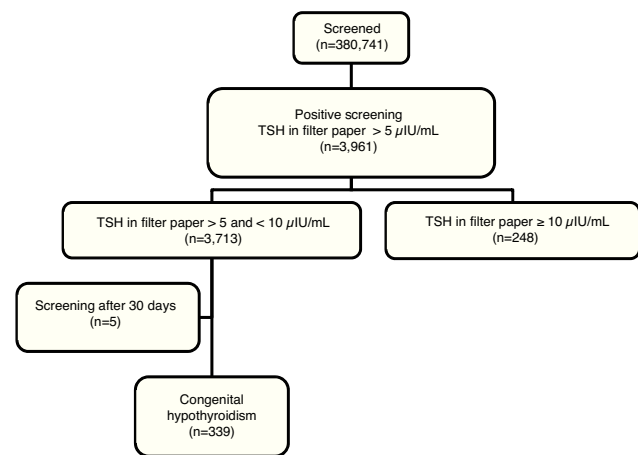 Screened
(n=380,741)
Positive screening
TSH in filter paper > 5 µIU/mL
(n=3,961)
TSH in filter paper > 5 and < 10 µIU/mL
(n=3,713)
TSH in filter paper ≥ 10 µIU/mL
(n=248)
Screening after 30 days
(n=5)
Congenital
hypothyroidism
(n=339)